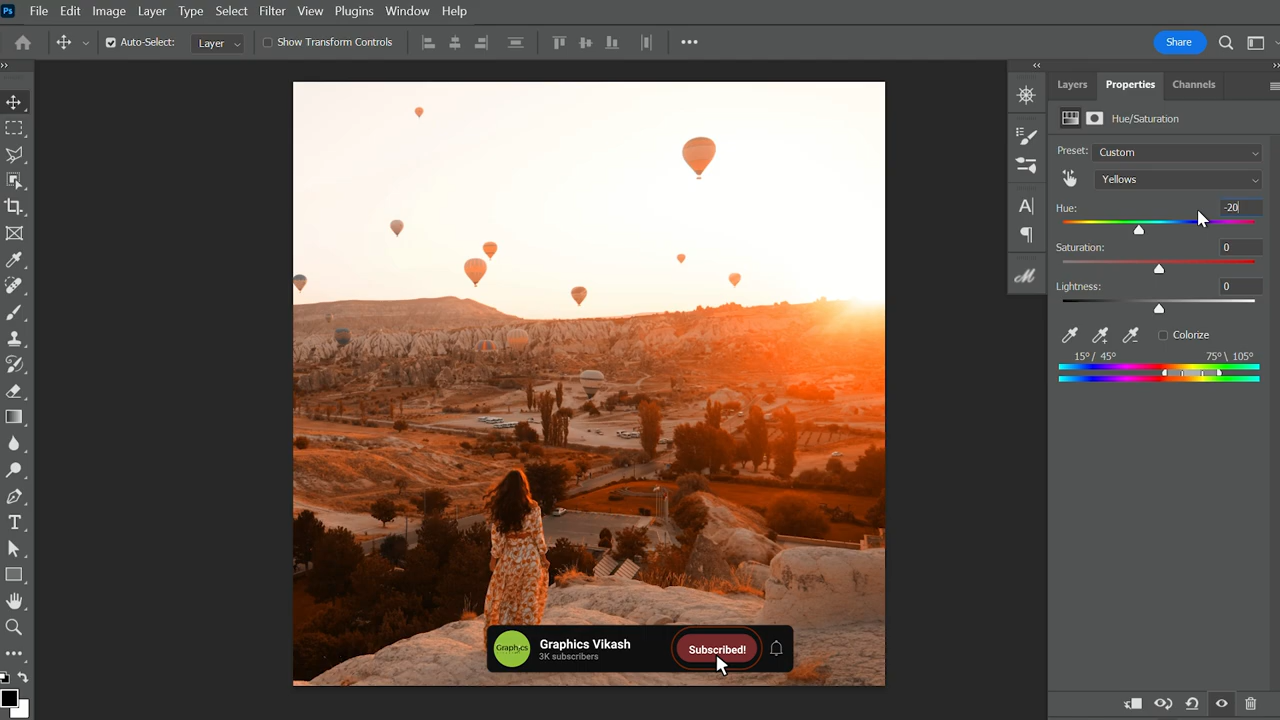 Ps File Edit Image Layer Type Select Filter View Plugins Window Help
Auto-Select: Layer Show Transform Controls Share
Layers Properties Channels
Hue/Saturation
Preset: Custom
Yellows
Hue: -20
Saturation: 0
Lightness: 0
Colorize
15°/ 45° 75°\ 105°
Graphics Vikash
3K subscribers
Subscribed!
Graphics